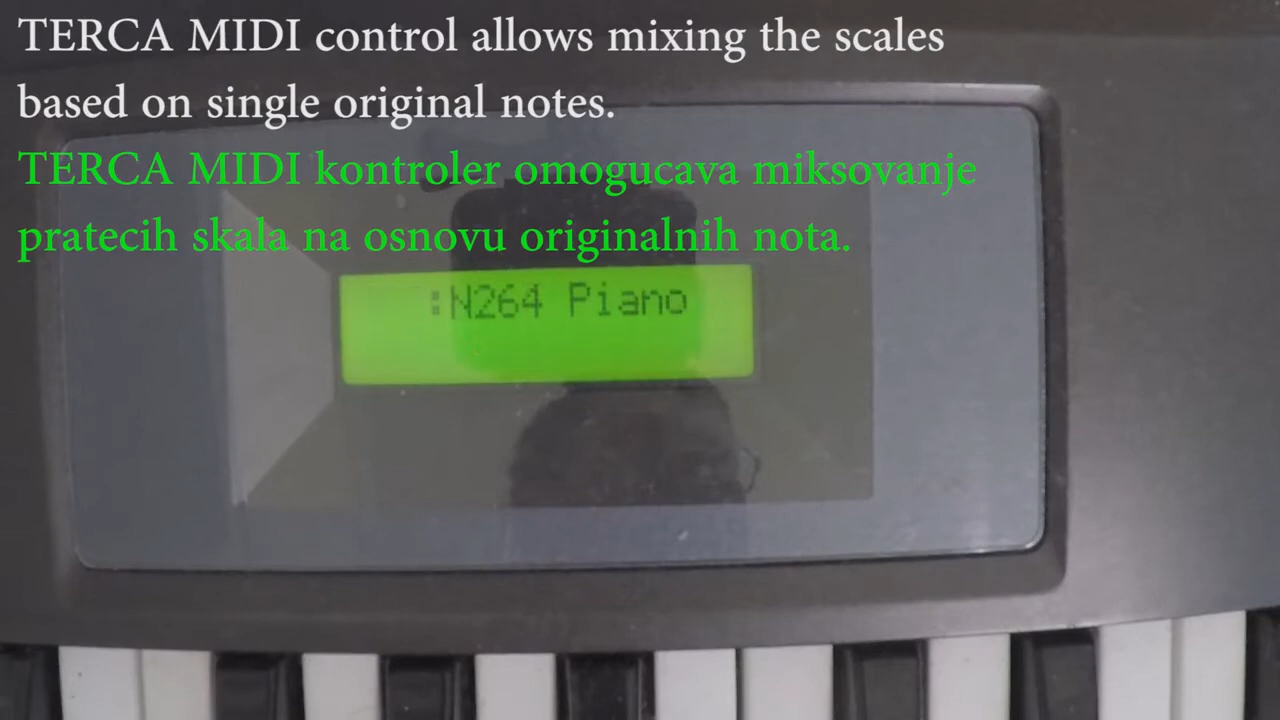 TERCA MIDI control allows mixing the scales
based on single original notes.
TERCA MIDI kontroler omogucava miksovanje
pratecih skala na osnovu originalnih nota.
:N264 Piano